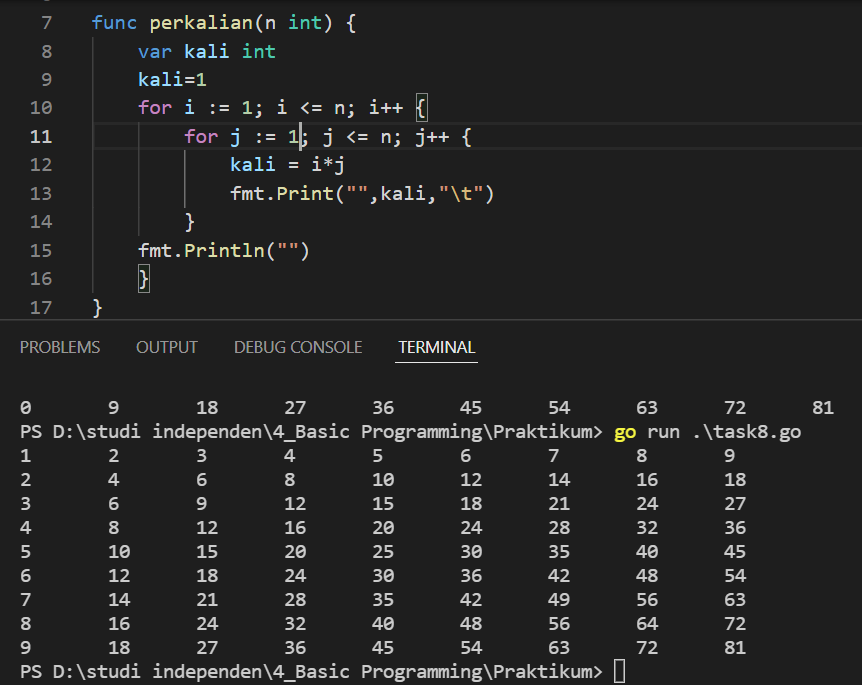 7 func perkalian(n int) {
8 var kali int
9 kali=1
10 for i := 1; i <= n; i++ {
11 for j := 1; j <= n; j++ {
12 kali = i*j
13 fmt.Print("",kali,"\t")
14 }
15 fmt.Println("")
16 }
17 }
PROBLEMS OUTPUT DEBUG CONSOLE TERMINAL
0 9 18 27 36 45 54 63 72 81
PS D:\studi independen\4_Basic Programming\Praktikum> go run .\task8.go
1 2 3 4 5 6 7 8 9
2 4 6 8 10 12 14 16 18
3 6 9 12 15 18 21 24 27
4 8 12 16 20 24 28 32 36
5 10 15 20 25 30 35 40 45
6 12 18 24 30 36 42 48 54
7 14 21 28 35 42 49 56 63
8 16 24 32 40 48 56 64 72
9 18 27 36 45 54 63 72 81
PS D:\studi independen\4_Basic Programming\Praktikum>